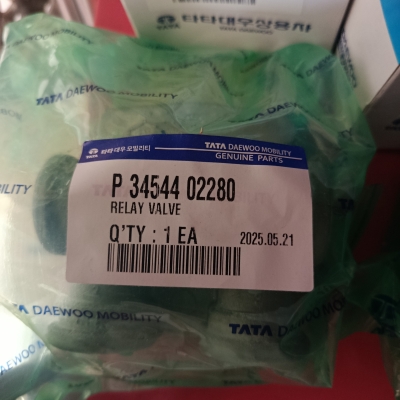 타타대우상용차
TATA DAEWOO MOBILITY
TATA 타타대우모빌리티
TATA DAEWOO MOBILITY
GENUINE PARTS
P 34544 02280
RELAY VALVE
Q'TY : 1 EA
2025.05.21
MOBILITY
DAEWOO MOBILITY
TATA DAEWOO
DAEWOO MOBILITY